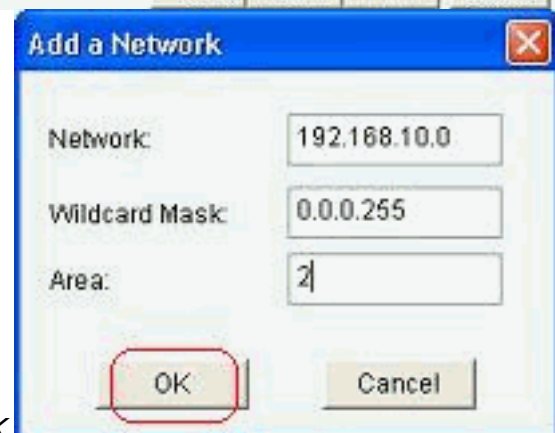 Add a Network
Network: 192.168.10.0
Wildcard Mask: 0.0.0.255
Area: 2
OK Cancel